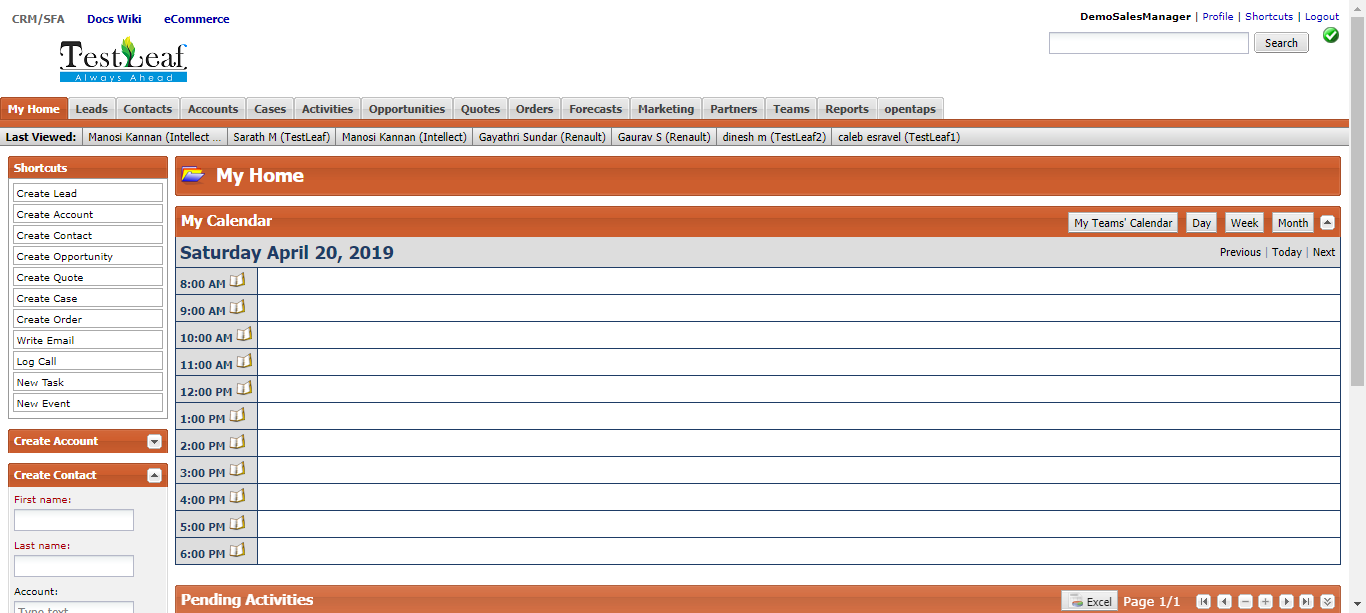 CRM/SFA Docs Wiki eCommerce
DemoSalesManager | Profile | Shortcuts | Logout
Search
TestLeaf
Always Ahead
My Home Leads Contacts Accounts Cases Activities Opportunities Quotes Orders Forecasts Marketing Partners Teams Reports opentaps
Last Viewed: Manosi Kannan (Intellect ... Sarath M (TestLeaf) Manosi Kannan (Intellect) Gayathri Sundar (Renault) Gaurav S (Renault) dinesh m (TestLeaf2) caleb esravel (TestLeaf1)
Shortcuts
Create Lead
Create Account
Create Contact
Create Opportunity
Create Quote
Create Case
Create Order
Write Email
Log Call
New Task
New Event
Create Account
Create Contact
First name:
Last name:
Account:
Type text
My Home
My Calendar My Teams' Calendar Day Week Month
Saturday April 20, 2019 Previous | Today | Next
8:00 AM
9:00 AM
10:00 AM
11:00 AM
12:00 PM
1:00 PM
2:00 PM
3:00 PM
4:00 PM
5:00 PM
6:00 PM
Pending Activities Excel Page 1/1